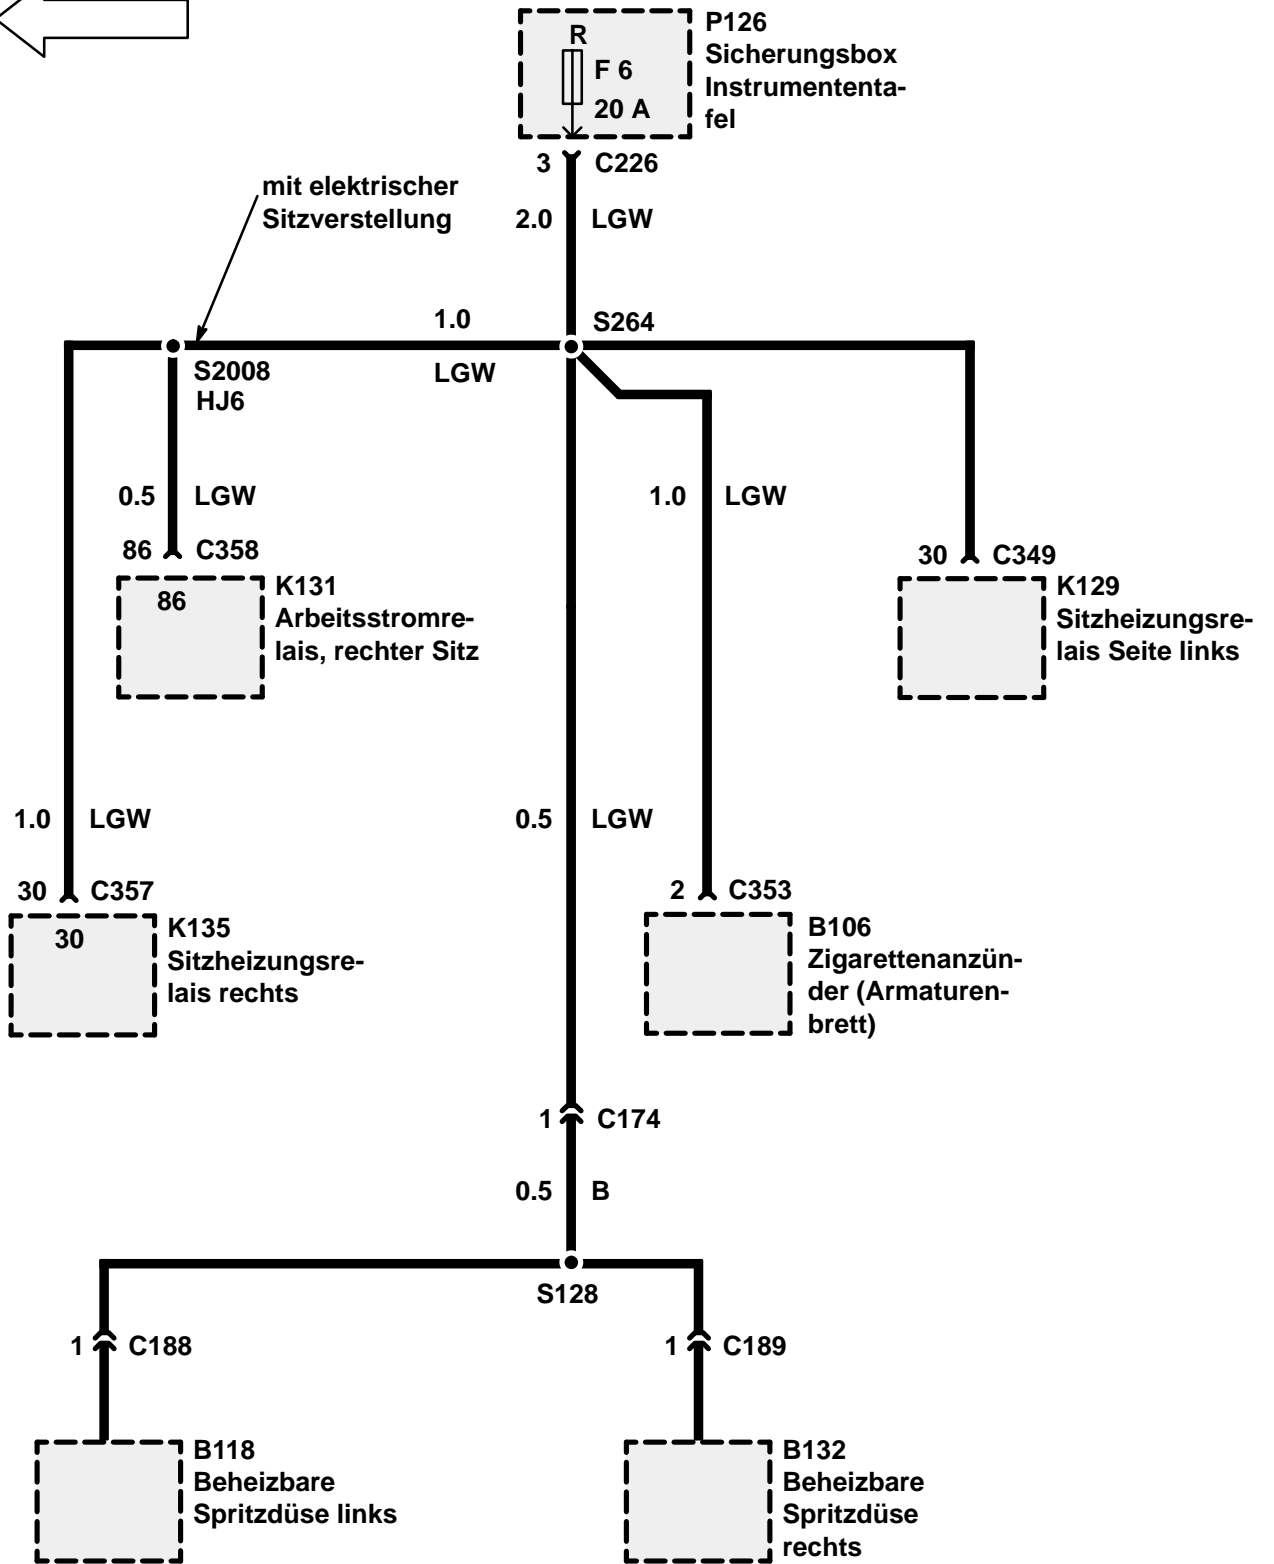 R
F 6
20 A
P126
Sicherungsbox
Instrumententa-
fel
3 C226
mit elektrischer
Sitzverstellung
2.0 LGW
1.0
S264
LGW
S2008
HJ6
0.5 LGW
1.0 LGW
86 C358
30 C349
86
K131
Arbeitsstromre-
lais, rechter Sitz
K129
Sitzheizungsre-
lais Seite links
1.0 LGW
0.5 LGW
30 C357
2 C353
30
K135
Sitzheizungsre-
lais rechts
B106
Zigarettenanzün-
der (Armaturen-
brett)
1 C174
0.5 B
S128
1 C188
1 C189
B118
Beheizbare
Spritzdüse links
B132
Beheizbare
Spritzdüse
rechts